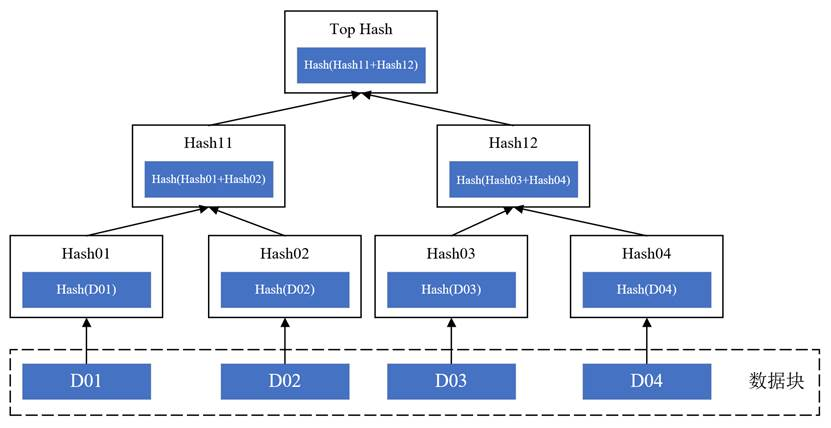 Top Hash
Hash(Hash11+Hash12)
Hash11
Hash12
Hash(Hash01+Hash02)
Hash(Hash03+Hash04)
Hash01
Hash02
Hash03
Hash04
Hash(D01)
Hash(D02)
Hash(D03)
Hash(D04)
D01
D02
D03
D04
数据块